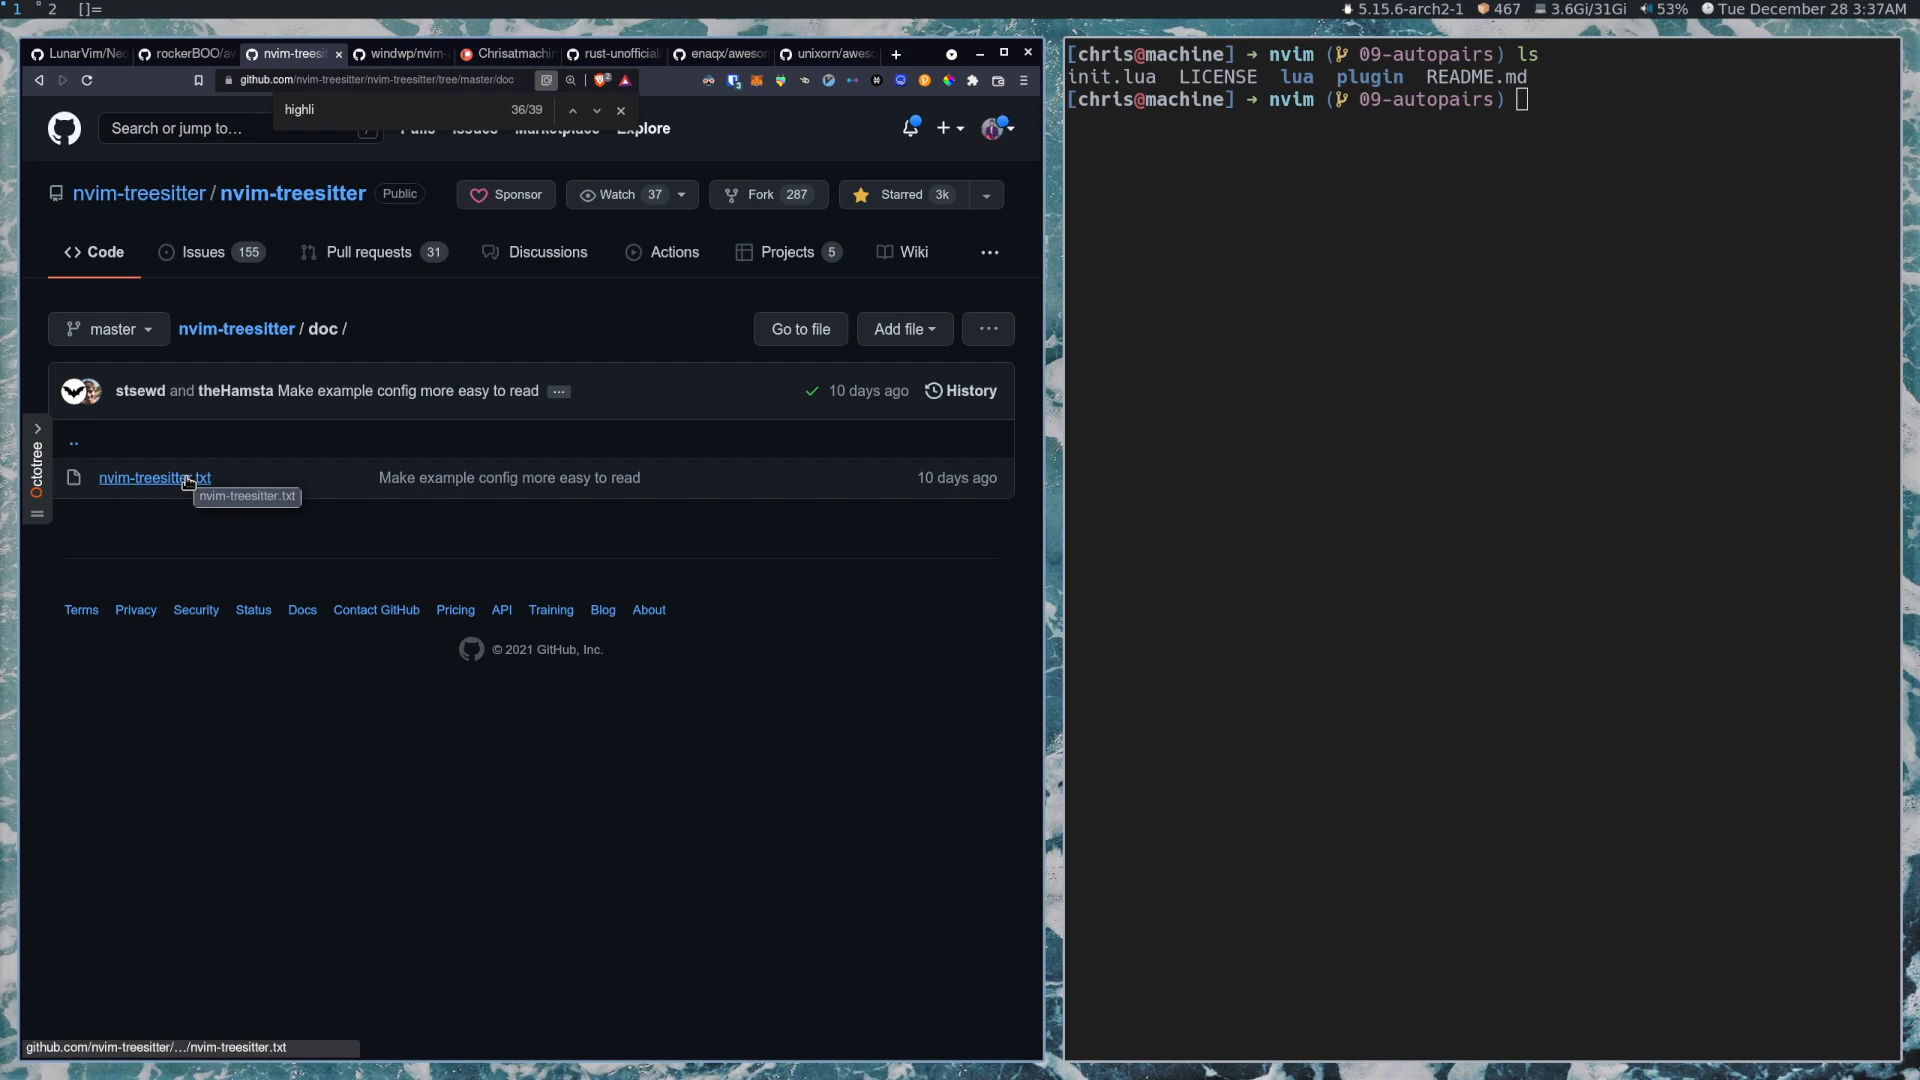 1 2 []= 5.15.6-arch2-1 467 3.6Gi/31Gi 53% Tue December 28 3:37AM
LunarVim/Neo rockerBOO/aw nvim-treesit windwp/nvim- Chrisatmachin rust-unofficial enaqx/awesom unixorn/aweso
github.com/nvim-treesitter/nvim-treesitter/tree/master/doc
highli 36/39
Search or jump to… / Pulls Issues Marketplace Explore
nvim-treesitter / nvim-treesitter Public Sponsor Watch 37 Fork 287 Starred 3k
Code Issues 155 Pull requests 31 Discussions Actions Projects 5 Wiki
master nvim-treesitter / doc / Go to file Add file
stsewd and theHamsta Make example config more easy to read ... 10 days ago History
..
Octotree
nvim-treesitter.txt Make example config more easy to read 10 days ago
nvim-treesitter.txt
Terms Privacy Security Status Docs Contact GitHub Pricing API Training Blog About
© 2021 GitHub, Inc.
github.com/nvim-treesitter/…/nvim-treesitter.txt
[chris@machine] → nvim ( 09-autopairs) ls
init.lua LICENSE lua plugin README.md
[chris@machine] → nvim ( 09-autopairs)